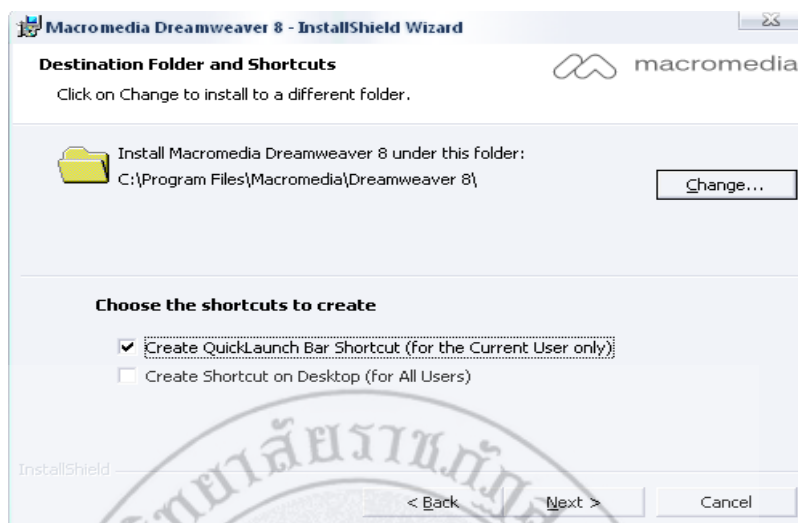 Macromedia Dreamweaver 8 - InstallShield Wizard
Destination Folder and Shortcuts
macromedia
Click on Change to install to a different folder.
Install Macromedia Dreamweaver 8 under this folder:
C:\Program Files\Macromedia\Dreamweaver 8\
Change...
Choose the shortcuts to create
Create QuickLaunch Bar Shortcut (for the Current User only)
Create Shortcut on Desktop (for All Users)
InstallShield
< Back
Next >
Cancel